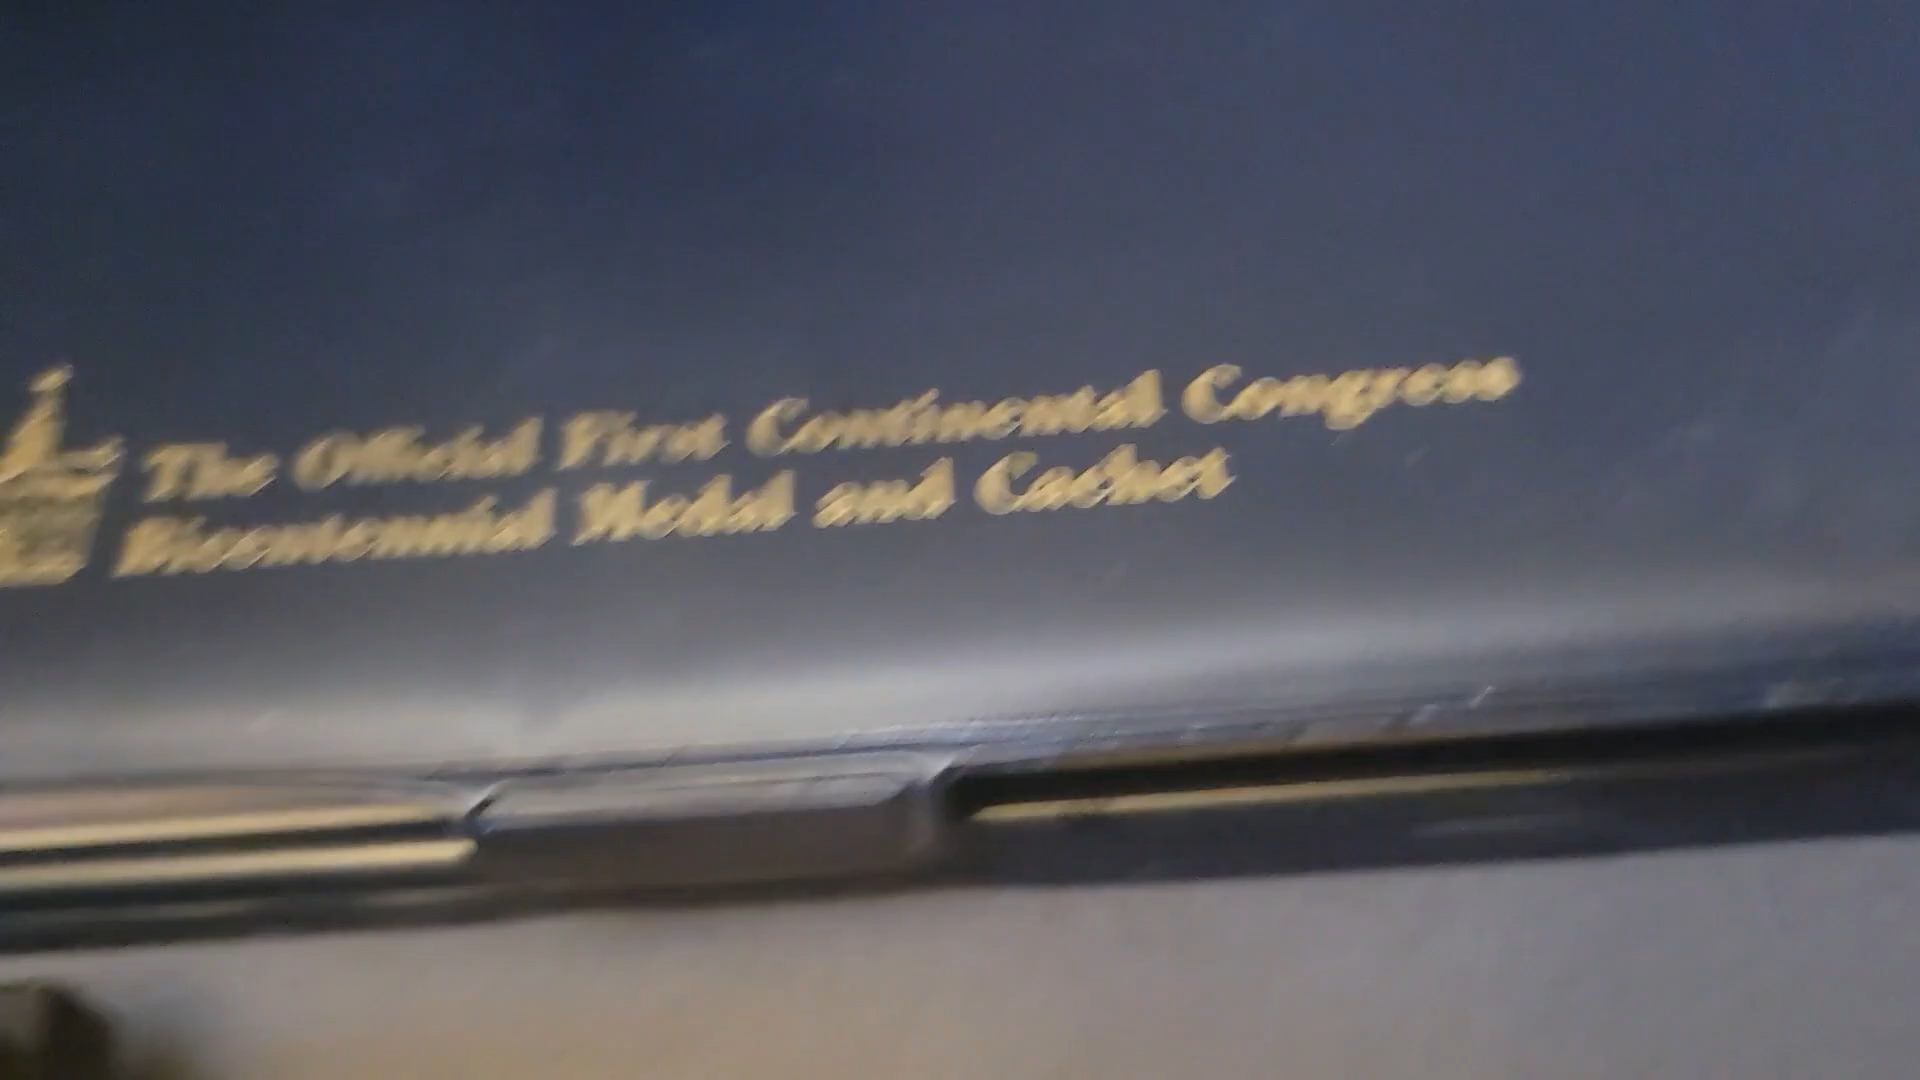 The Official First Continental Congress
Bicentennial Medal and Cachet